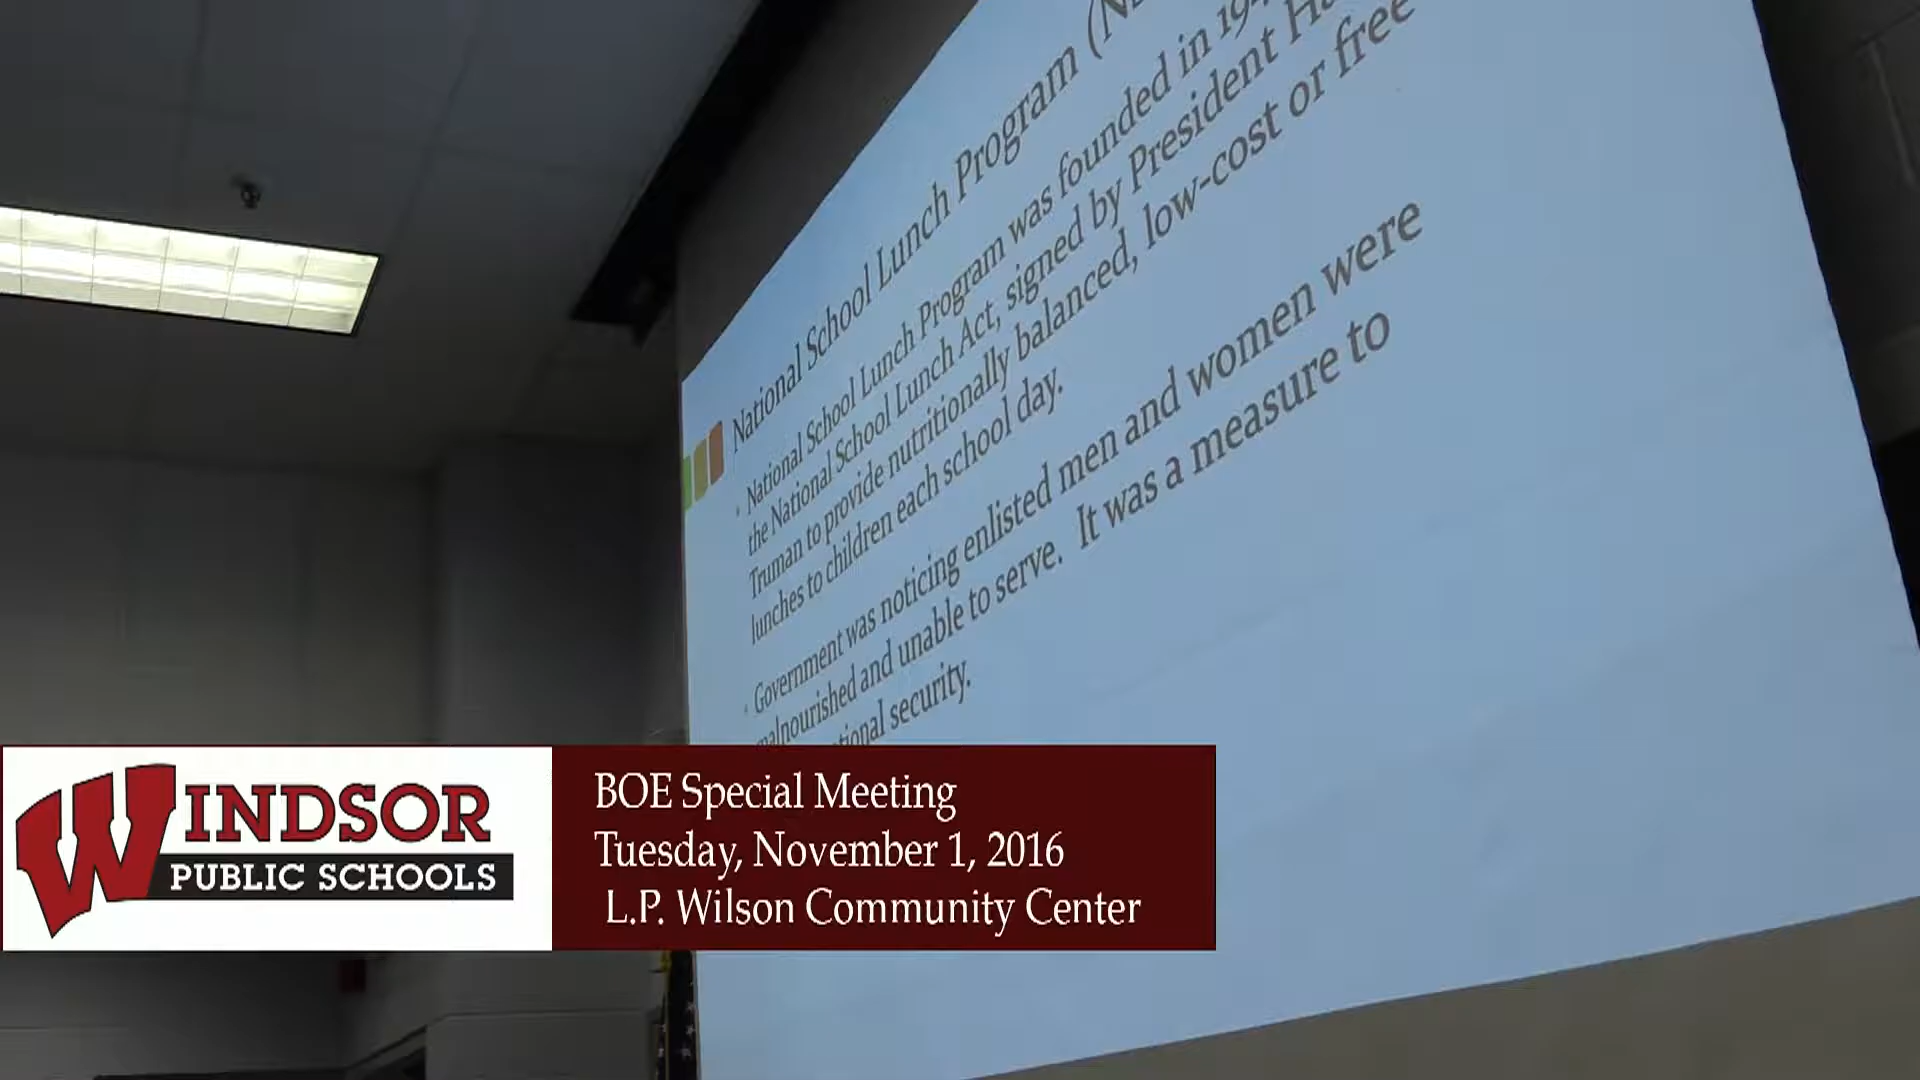 National School Lunch Program
National School Lunch Program was founded in
the National School Lunch Act, signed by President
Truman to provide nutritionally balanced, low-cost or free
lunches to children each school day.
Government was noticing enlisted men and women were
malnourished and unable to serve. It was a measure to
security.
WINDSOR
PUBLIC SCHOOLS
BOE Special Meeting
Tuesday, November 1, 2016
L.P. Wilson Community Center